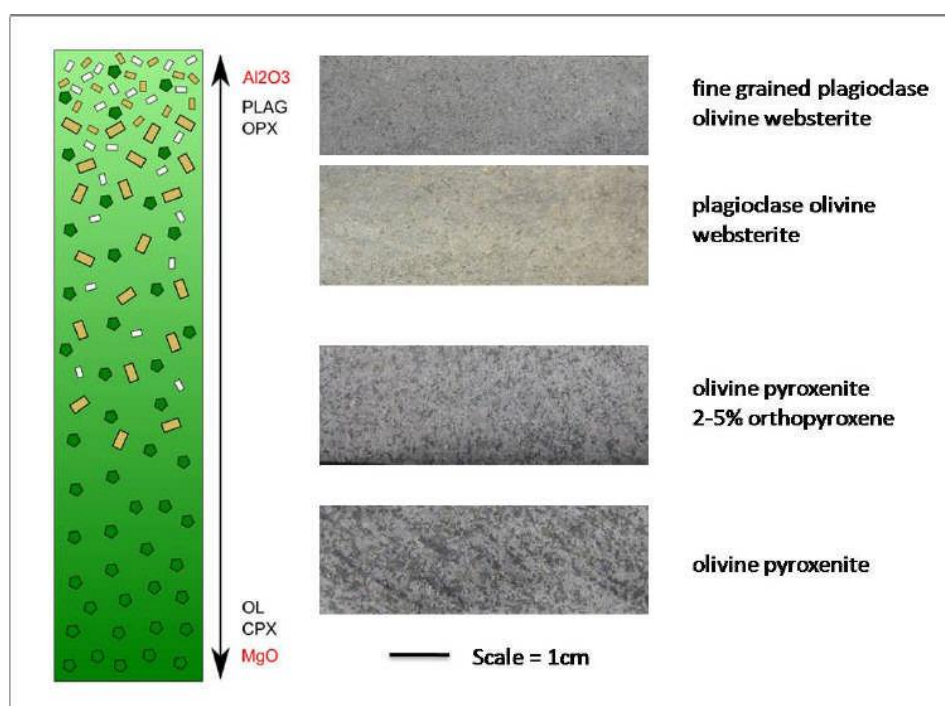 Al2O3
PLAG
OPX
fine grained plagioclase
olivine websterite
plagioclase olivine
websterite
olivine pyroxenite
2-5% orthopyroxene
olivine pyroxenite
OL
CPX
MgO
Scale = 1cm